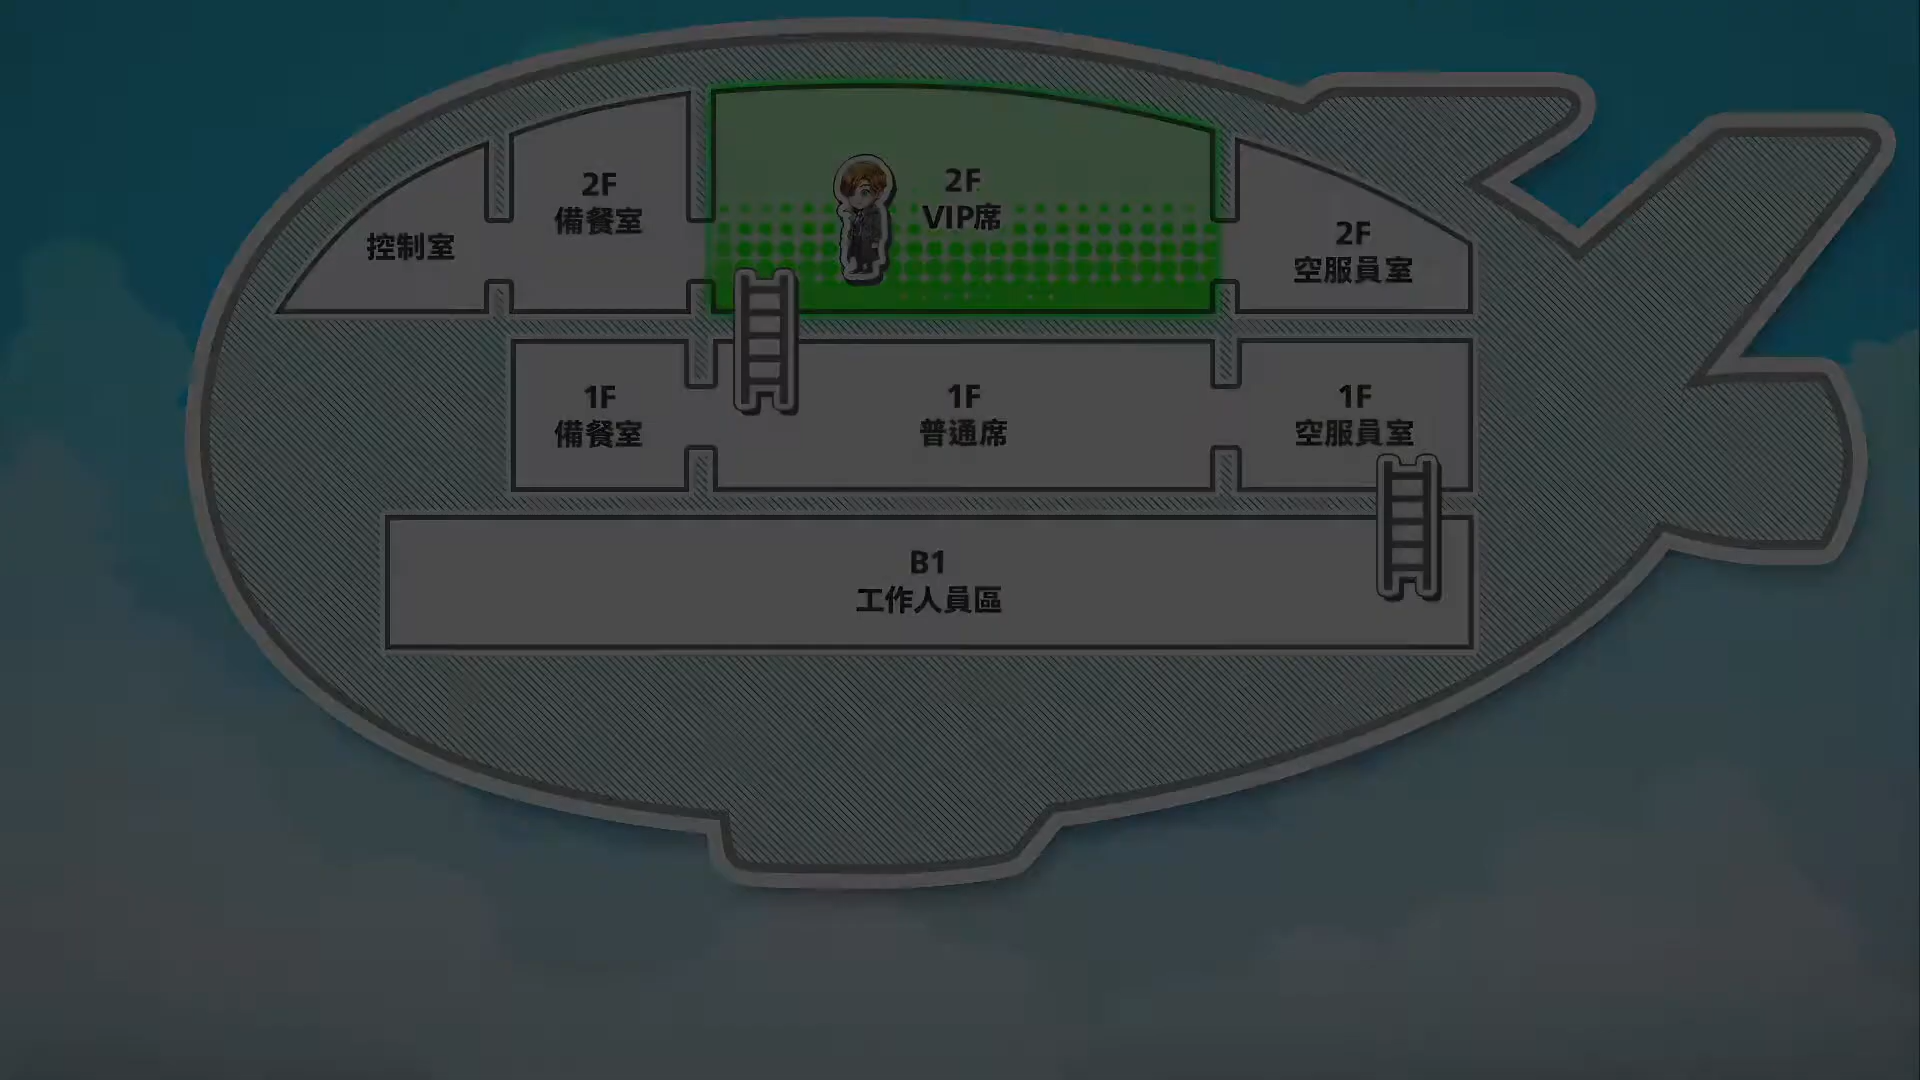 2F
備餐室
2F
VIP席
控制室
2F
空服員室
1F
備餐室
1F
普通席
1F
空服員室
B1
工作人員區